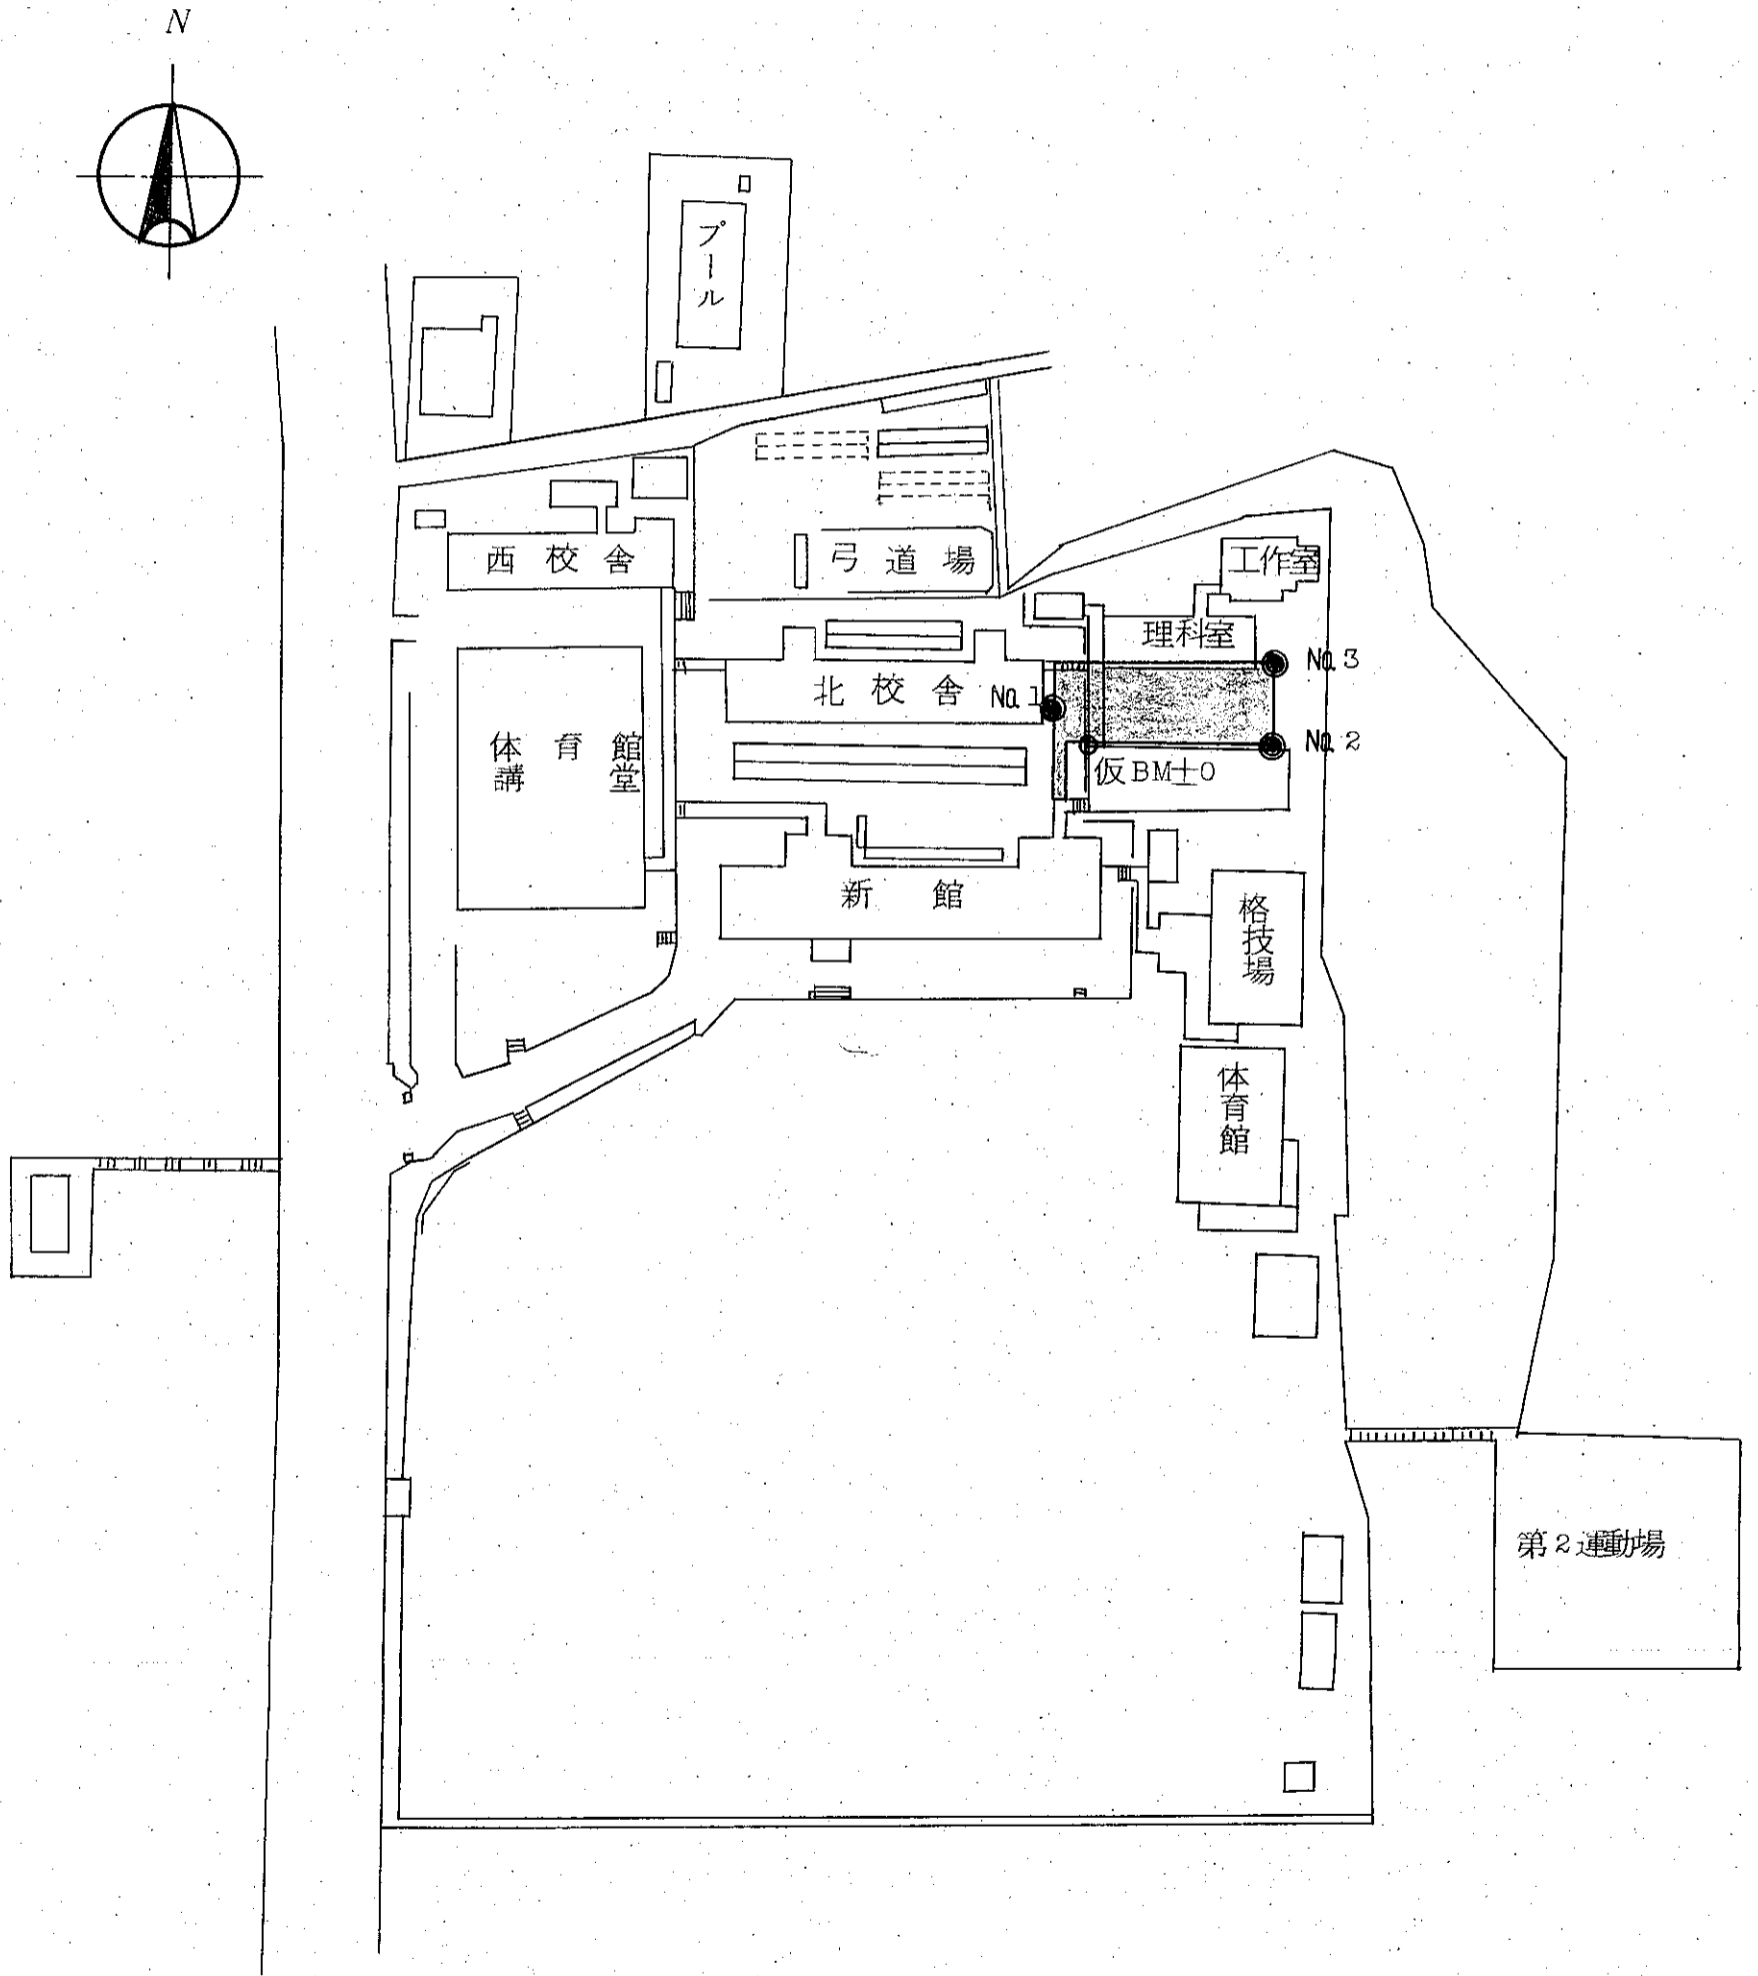 N
プール
西校舎
弓道場
工作室
理科室
No.3
北校舎
No.1
No.2
仮BM±0
体育館
講堂
新館
格技場
体育館
第2運動場